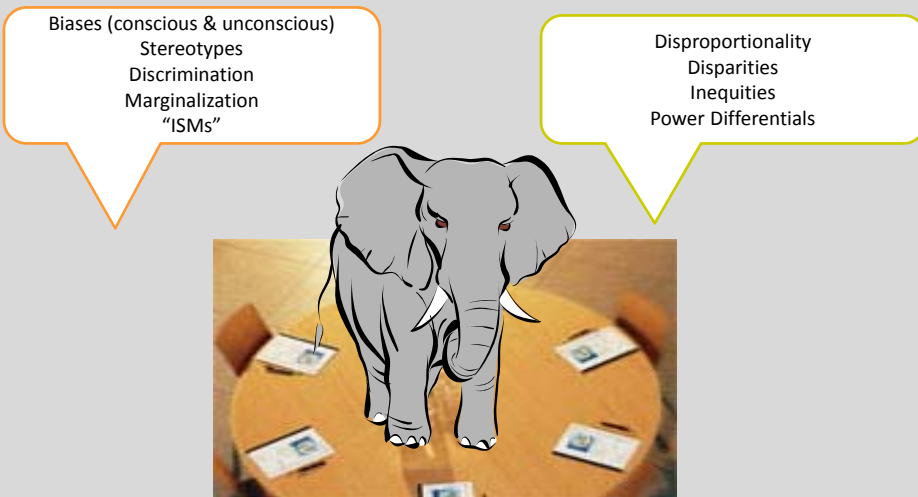 Biases (conscious & unconscious)
Stereotypes
Discrimination
Marginalization
“ISMs”
Disproportionality
Disparities
Inequities
Power Differentials